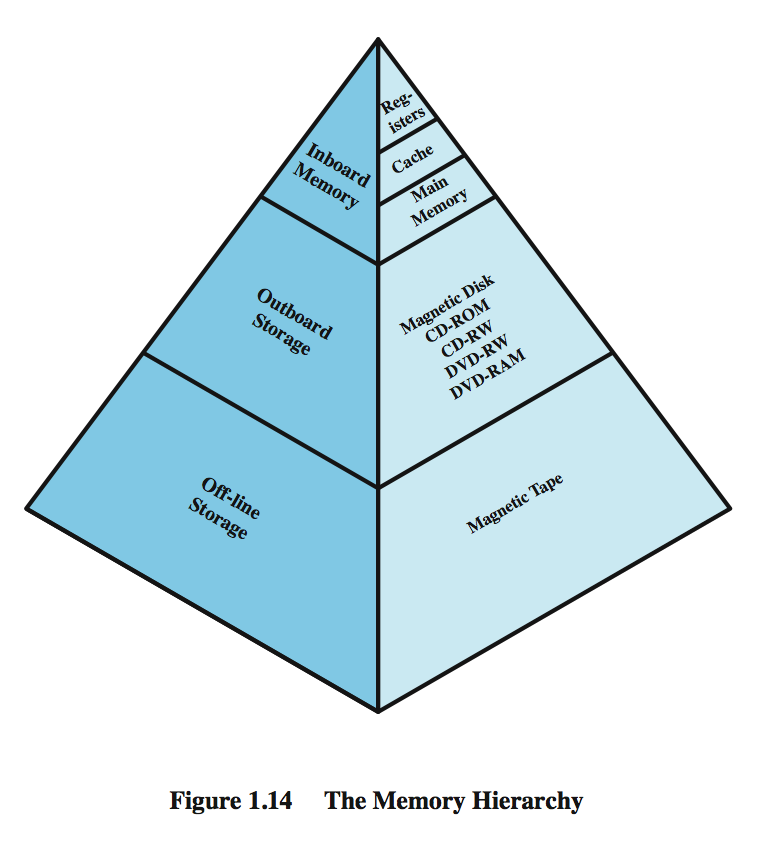 Reg-
isters
Cache
Main
Memory
Inboard
Memory
Magnetic Disk
CD-ROM
CD-RW
DVD-RW
DVD-RAM
Outboard
Storage
Magnetic Tape
Off-line
Storage
Figure 1.14 The Memory Hierarchy